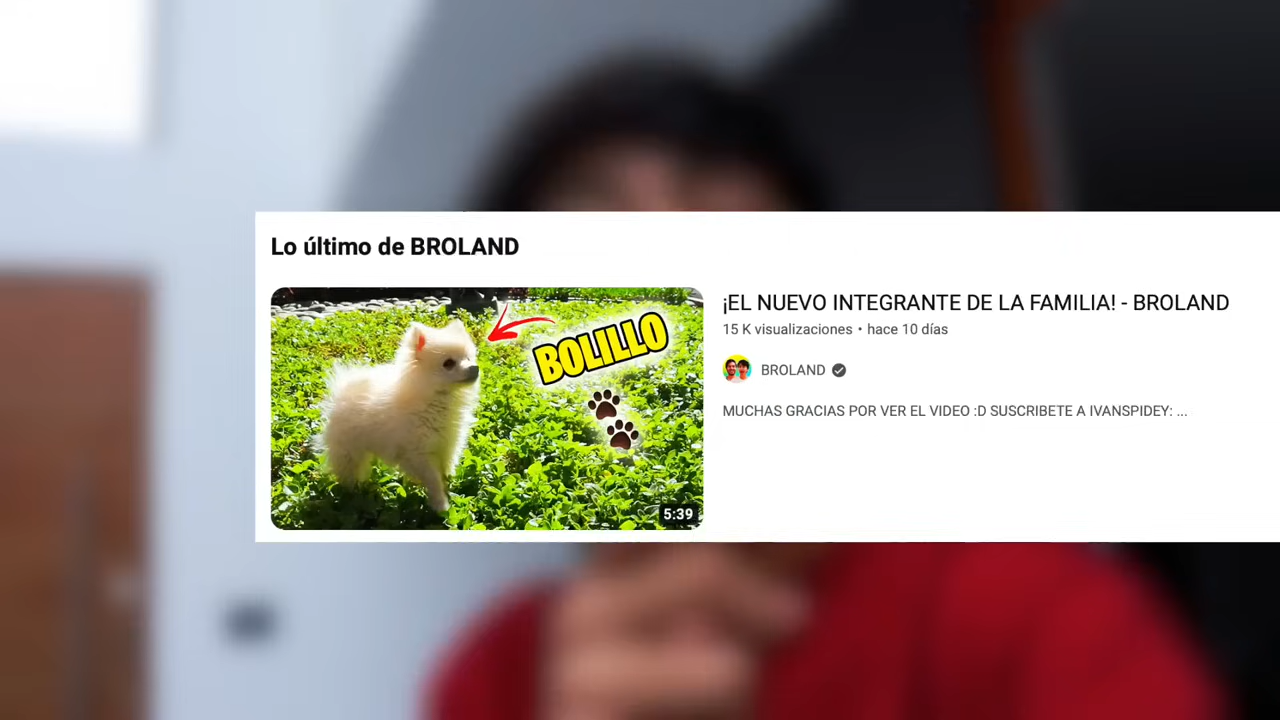 Lo último de BROLAND
BOLILLO
5:39
¡EL NUEVO INTEGRANTE DE LA FAMILIA! - BROLAND
15 K visualizaciones • hace 10 días
BROLAND
MUCHAS GRACIAS POR VER EL VIDEO :D SUSCRIBETE A IVANSPIDEY: ...